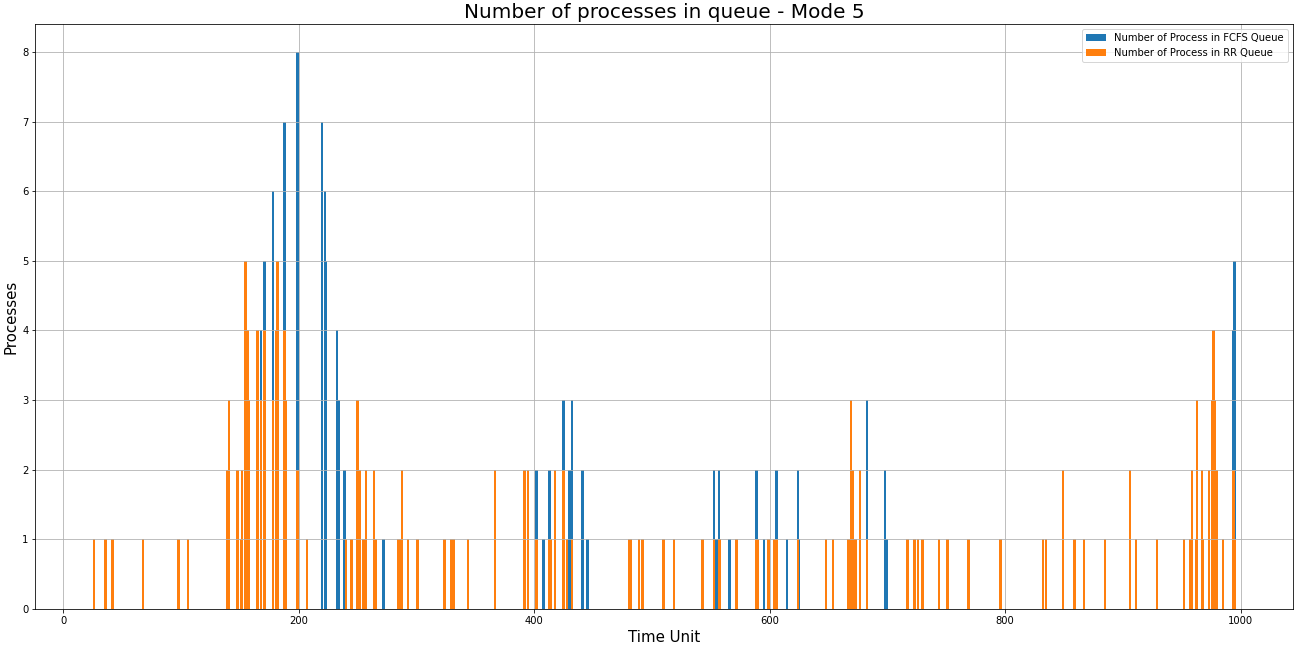 Number of processes in queue - Mode 5
Number of Process in FCFS Queue
Number of Process in RR Queue
8
7
6
5
4
3
2
1
0
Processes
0 200 400 600 800 1000
Time Unit